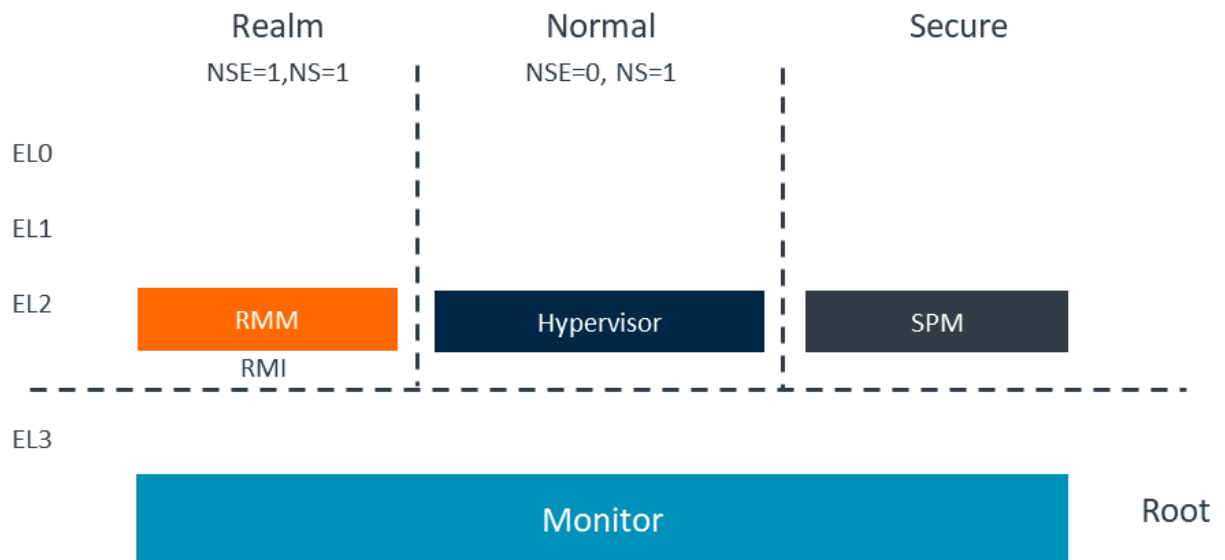 Realm Normal Secure
NSE=1,NS=1 NSE=0, NS=1
EL0
EL1
EL2
RMM Hypervisor SPM
RMI
EL3
Monitor
Root